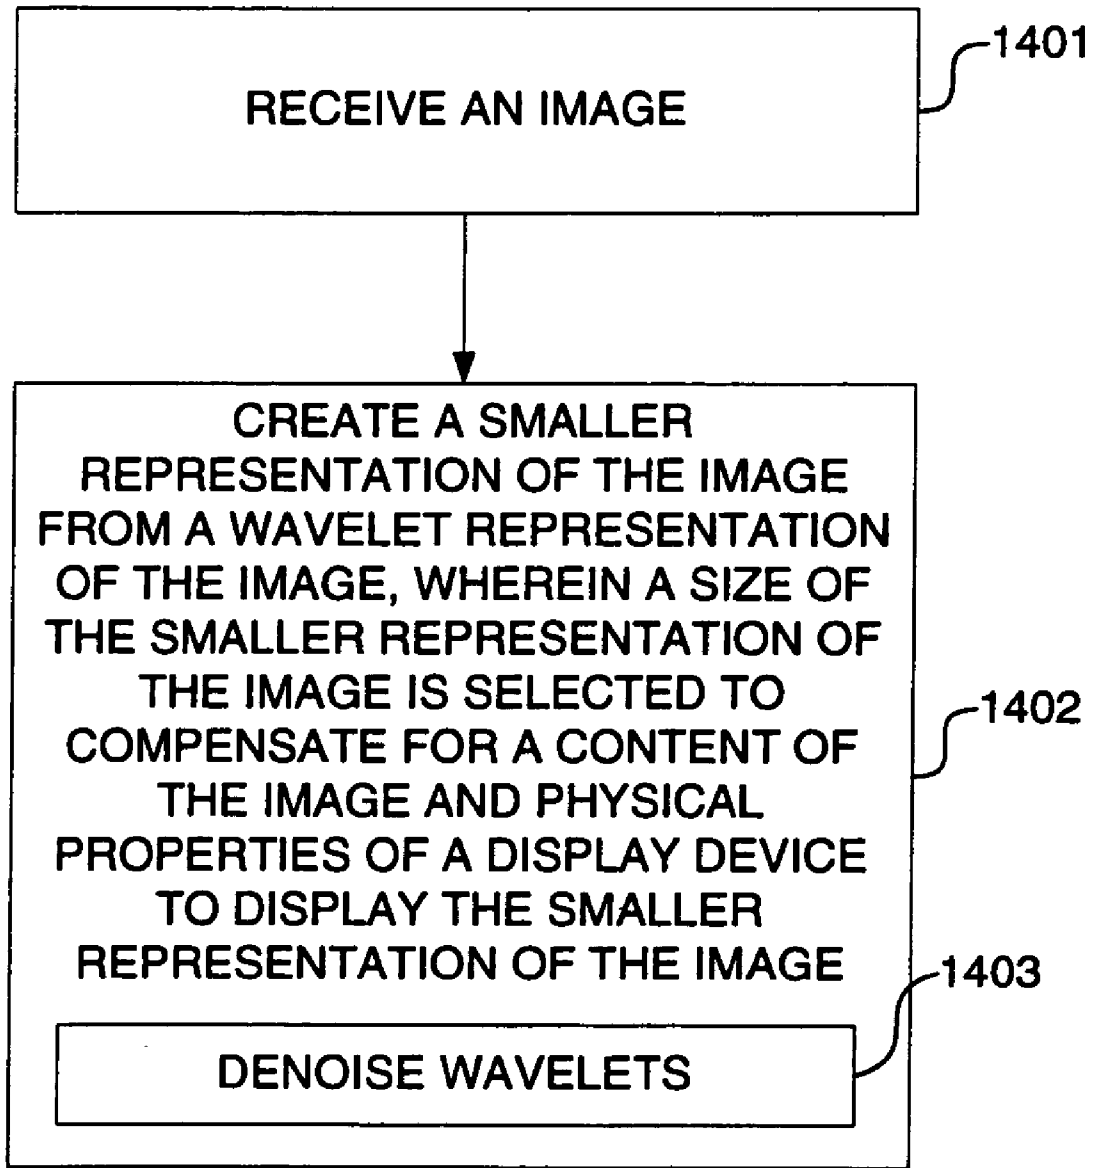 1401
RECEIVE AN IMAGE
CREATE A SMALLER
REPRESENTATION OF THE IMAGE
FROM A WAVELET REPRESENTATION
OF THE IMAGE, WHEREIN A SIZE OF
THE SMALLER REPRESENTATION OF
THE IMAGE IS SELECTED TO
COMPENSATE FOR A CONTENT OF
THE IMAGE AND PHYSICAL
PROPERTIES OF A DISPLAY DEVICE
TO DISPLAY THE SMALLER
REPRESENTATION OF THE IMAGE
1402
1403
DENOISE WAVELETS